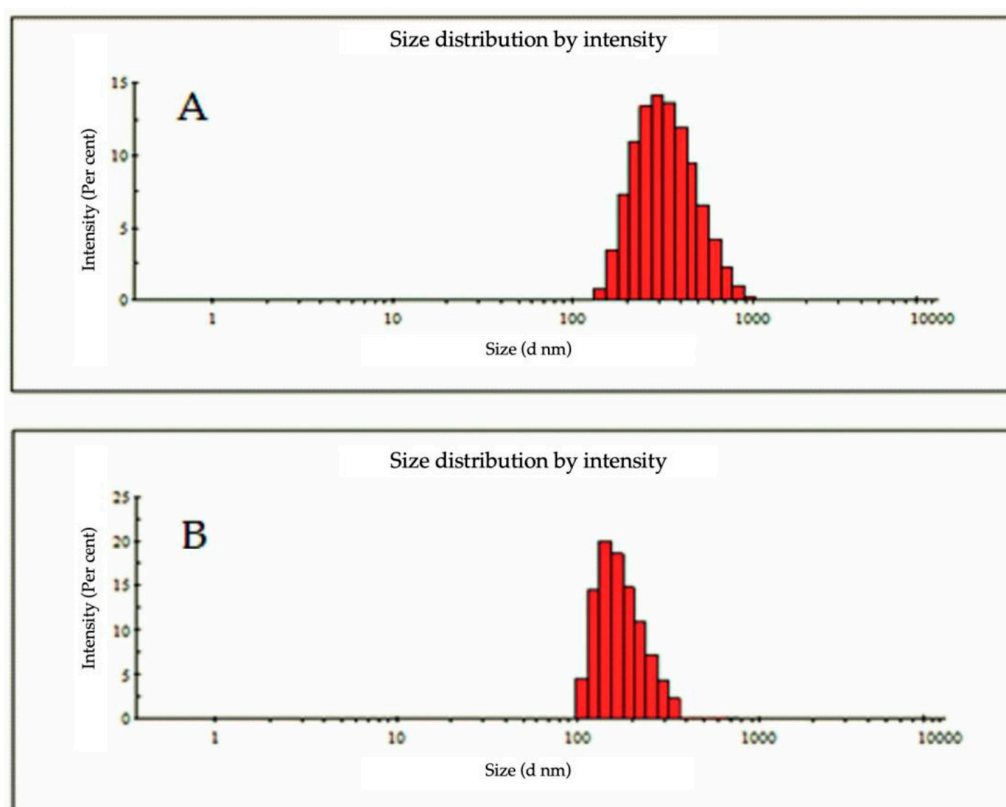 Size distribution by intensity
A
Intensity (Per cent)
15
10
5
0
1 10 100 1000 10000
Size (d nm)
Size distribution by intensity
B
Intensity (Per cent)
25
20
15
10
5
0
1 10 100 1000 10000
Size (d nm)